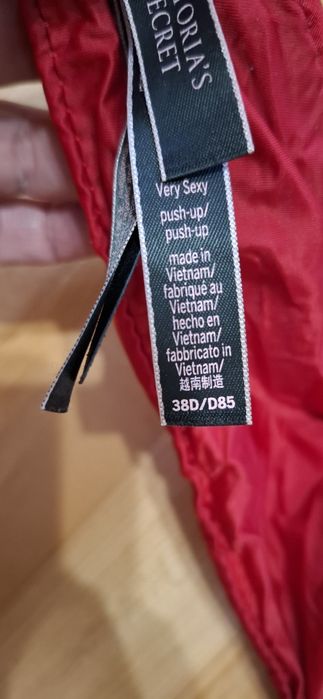 ORIA'S
ECRET
Very Sexy
push-up/
push-up
made in
Vietnam/
fabriqué au
Vietnam/
hecho en
Vietnam/
fabbricato in
Vietnam/
越南制造
38D/D85